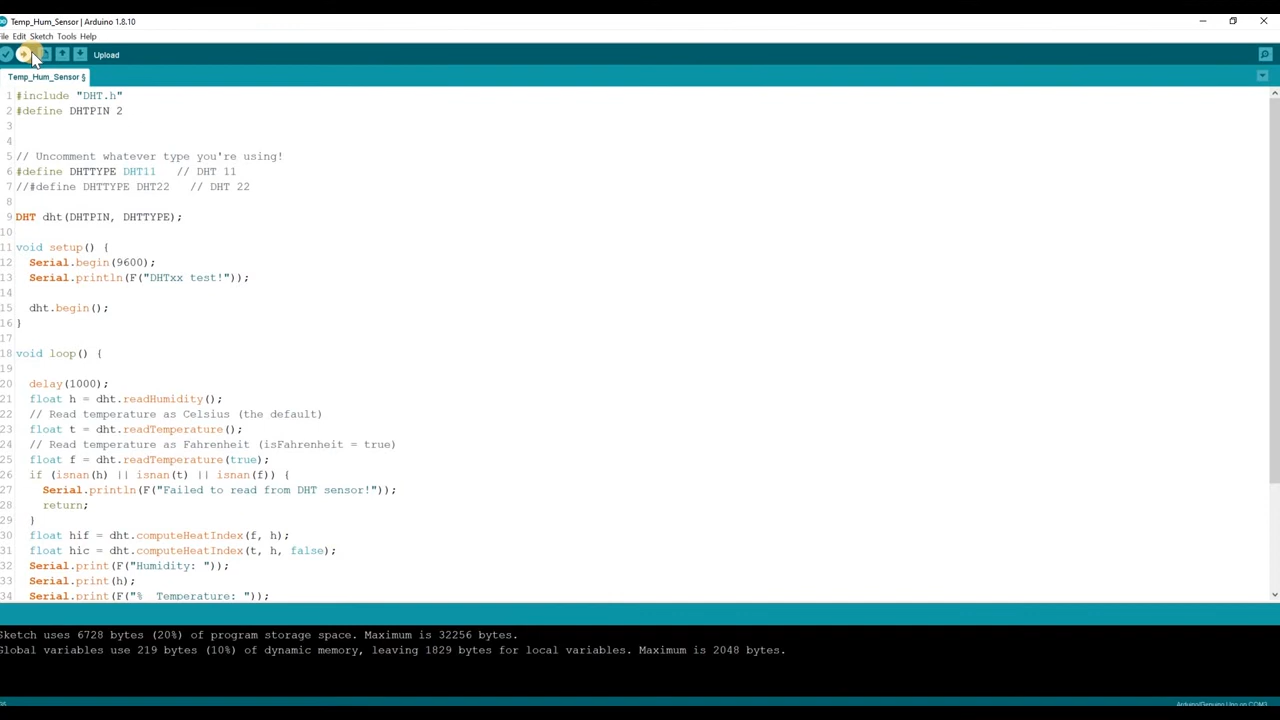 Temp_Hum_Sensor | Arduino 1.8.10
File Edit Sketch Tools Help
Upload
Temp_Hum_Sensor §
1 #include "DHT.h"
2 #define DHTPIN 2
3
4
5 // Uncomment whatever type you're using!
6 #define DHTTYPE DHT11   // DHT 11
7 //#define DHTTYPE DHT22   // DHT 22
8
9 DHT dht(DHTPIN, DHTTYPE);
10
11 void setup() {
12   Serial.begin(9600);
13   Serial.println(F("DHTxx test!"));
14
15   dht.begin();
16 }
17
18 void loop() {
19
20   delay(1000);
21   float h = dht.readHumidity();
22   // Read temperature as Celsius (the default)
23   float t = dht.readTemperature();
24   // Read temperature as Fahrenheit (isFahrenheit = true)
25   float f = dht.readTemperature(true);
26   if (isnan(h) || isnan(t) || isnan(f)) {
27     Serial.println(F("Failed to read from DHT sensor!"));
28     return;
29   }
30   float hif = dht.computeHeatIndex(f, h);
31   float hic = dht.computeHeatIndex(t, h, false);
32   Serial.print(F("Humidity: "));
33   Serial.print(h);
34   Serial.print(F("%  Temperature: "));
Sketch uses 6728 bytes (20%) of program storage space. Maximum is 32256 bytes.
Global variables use 219 bytes (10%) of dynamic memory, leaving 1829 bytes for local variables. Maximum is 2048 bytes.
Arduino/Genuino Uno on COM3